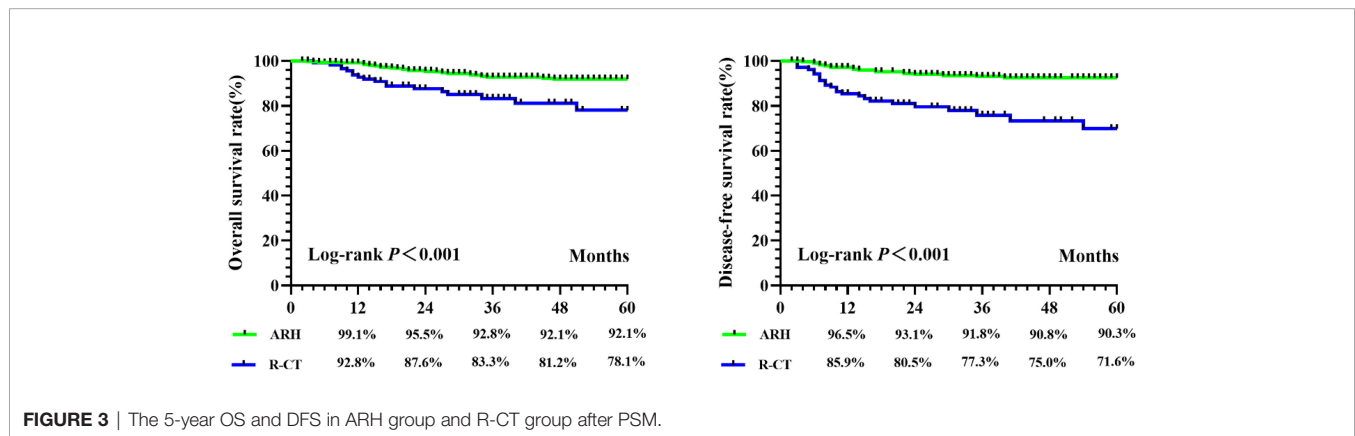 Overall survival rate(%)
100
80
60
40
20
0
Log-rank P<0.001
Months
0 12 24 36 48 60
ARH 99.1% 95.5% 92.8% 92.1% 92.1%
R-CT 92.8% 87.6% 83.3% 81.2% 78.1%
Disease-free survival rate(%)
100
80
60
40
20
0
Log-rank P<0.001
Months
0 12 24 36 48 60
ARH 96.5% 93.1% 91.8% 90.8% 90.3%
R-CT 85.9% 80.5% 77.3% 75.0% 71.6%
FIGURE 3 | The 5-year OS and DFS in ARH group and R-CT group after PSM.